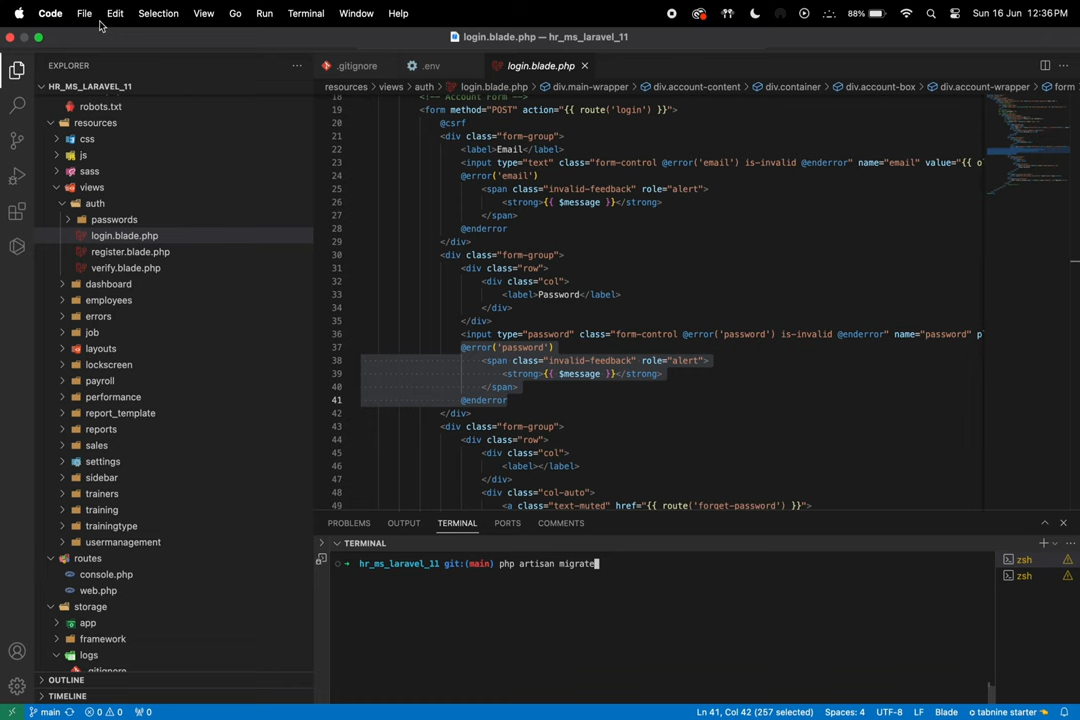 Code File Edit Selection View Go Run Terminal Window Help 88% Sun 16 Jun 12:36 PM
login.blade.php — hr_ms_laravel_11
EXPLORER
HR_MS_LARAVEL_11
robots.txt
resources
css
js
sass
views
auth
passwords
login.blade.php
register.blade.php
verify.blade.php
dashboard
employees
errors
job
layouts
lockscreen
payroll
performance
report_template
reports
sales
settings
sidebar
trainers
training
trainingtype
usermanagement
routes
console.php
web.php
storage
app
framework
logs
.gitignore
OUTLINE
TIMELINE
.gitignore .env login.blade.php
resources > views > auth > login.blade.php > div.main-wrapper > div.account-content > div.container > div.account-box > div.account-wrapper > form
18 <!-- Account Form -->
19 <form method="POST" action="{{ route('login') }}">
20 @csrf
21 <div class="form-group">
22 <label>Email</label>
23 <input type="text" class="form-control @error('email') is-invalid @enderror" name="email" value="{{ o
24 @error('email')
25 <span class="invalid-feedback" role="alert">
26 <strong>{{ $message }}</strong>
27 </span>
28 @enderror
29 </div>
30 <div class="form-group">
31 <div class="row">
32 <div class="col">
33 <label>Password</label>
34 </div>
35 </div>
36 <input type="password" class="form-control @error('password') is-invalid @enderror" name="password" p
37 @error('password')
38 <span class="invalid-feedback" role="alert">
39 <strong>{{ $message }}</strong>
40 </span>
41 @enderror
42 </div>
43 <div class="form-group">
44 <div class="row">
45 <div class="col">
46 <label></label>
47 </div>
48 <div class="col-auto">
49 <a class="text-muted" href="{{ route('forget-password') }}">
PROBLEMS OUTPUT TERMINAL PORTS COMMENTS
TERMINAL
hr_ms_laravel_11 git:(main) php artisan migrate
zsh
zsh
main 0 0 0 Ln 41, Col 42 (257 selected) Spaces: 4 UTF-8 LF Blade tabnine starter